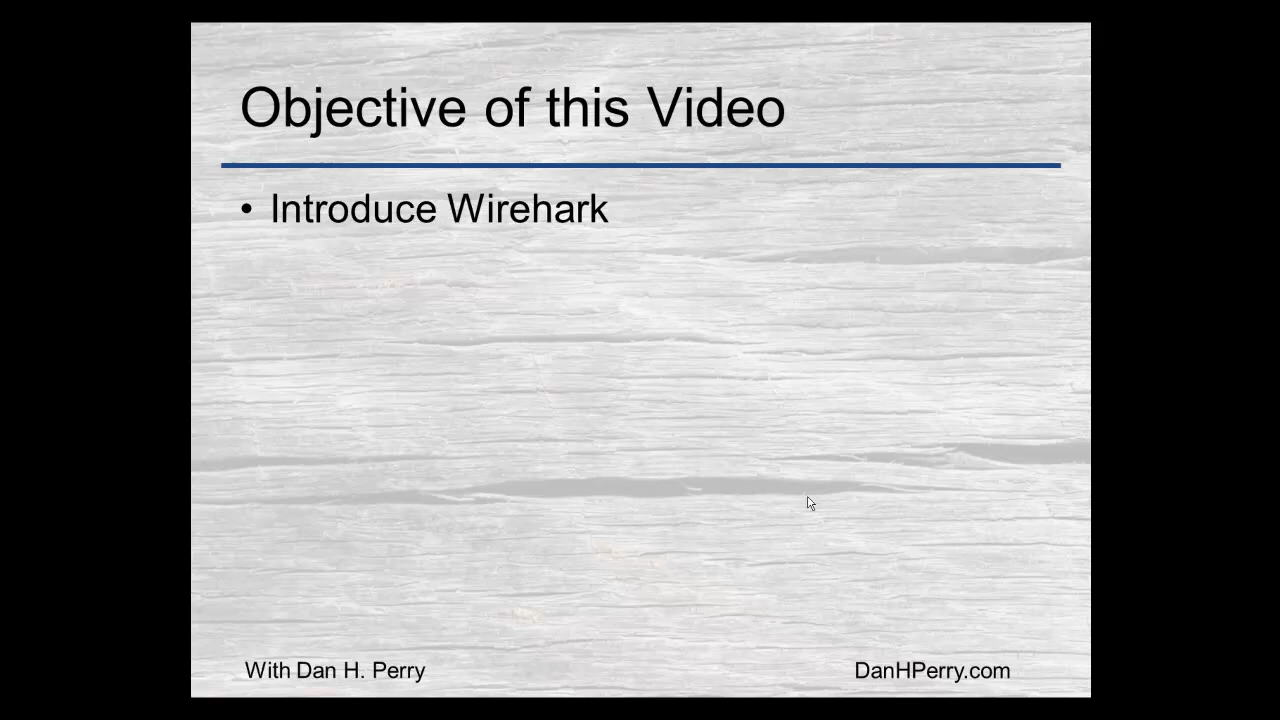 Objective of this Video
• Introduce Wirehark
With Dan H. Perry
DanHPerry.com